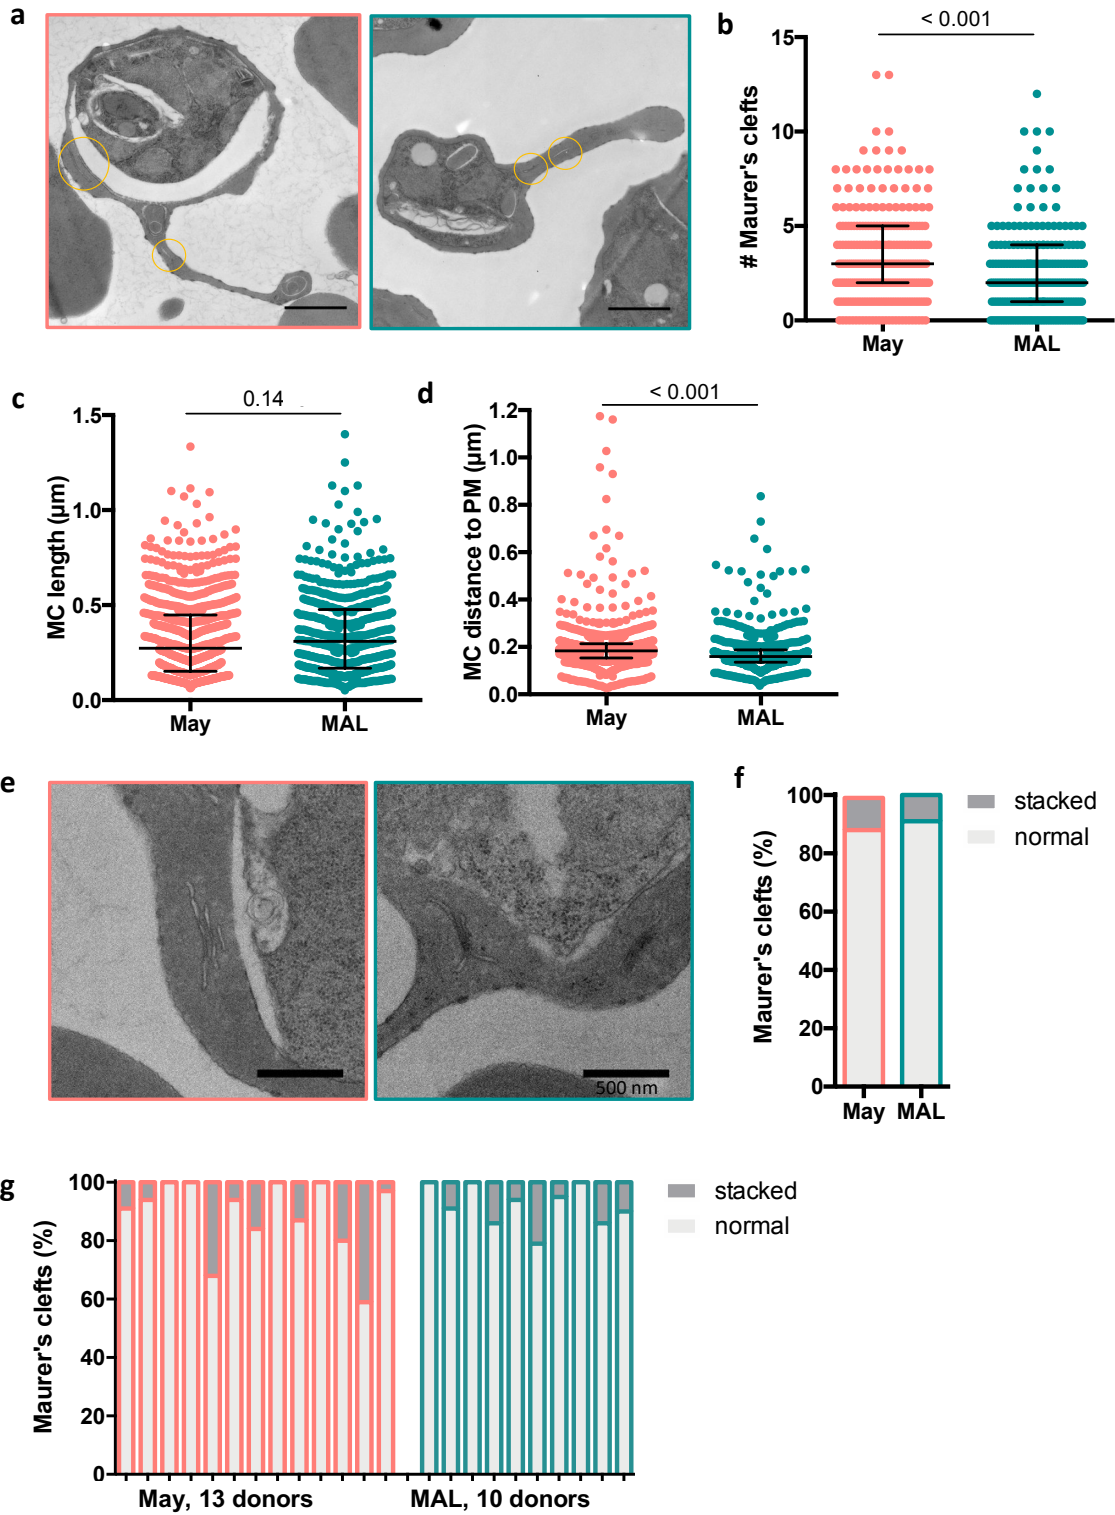 a
b
< 0.001
15
10
5
0
# Maurer's clefts
May
MAL
c
0.14
1.5
1.0
0.5
0.0
MC length (µm)
May
MAL
d
< 0.001
1.2
1.0
0.8
0.6
0.4
0.2
0.0
MC distance to PM (µm)
May
MAL
e
500 nm
f
100
80
60
40
20
0
Maurer's clefts (%)
May
MAL
stacked
normal
g
100
80
60
40
20
0
Maurer's clefts (%)
May, 13 donors
MAL, 10 donors
stacked
normal